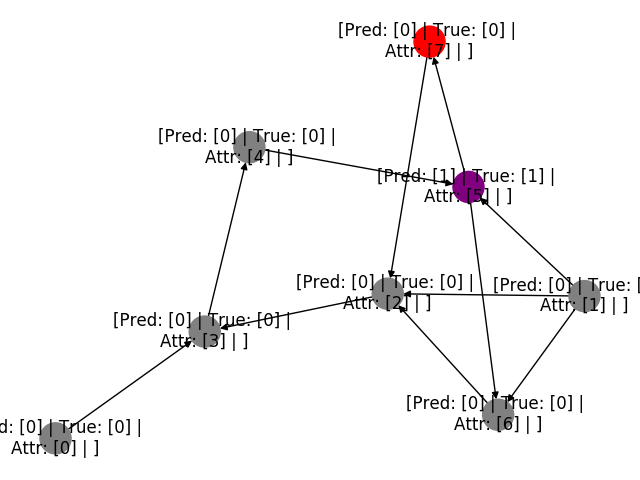 [Pred: [0] | True: [0] |
Attr: [7] | ]
[Pred: [0] | True: [0] |
Attr: [4] | ]
[Pred: [1] | True: [1] |
Attr: [5] | ]
[Pred: [0] | True: [0] |
Attr: [2] | ]
[Pred: [0] | True: [
Attr: [1] | ]
[Pred: [0] | True: [0] |
Attr: [3] | ]
[Pred: [0] | True: [0] |
Attr: [6] | ]
d: [0] | True: [0] |
Attr: [0] | ]